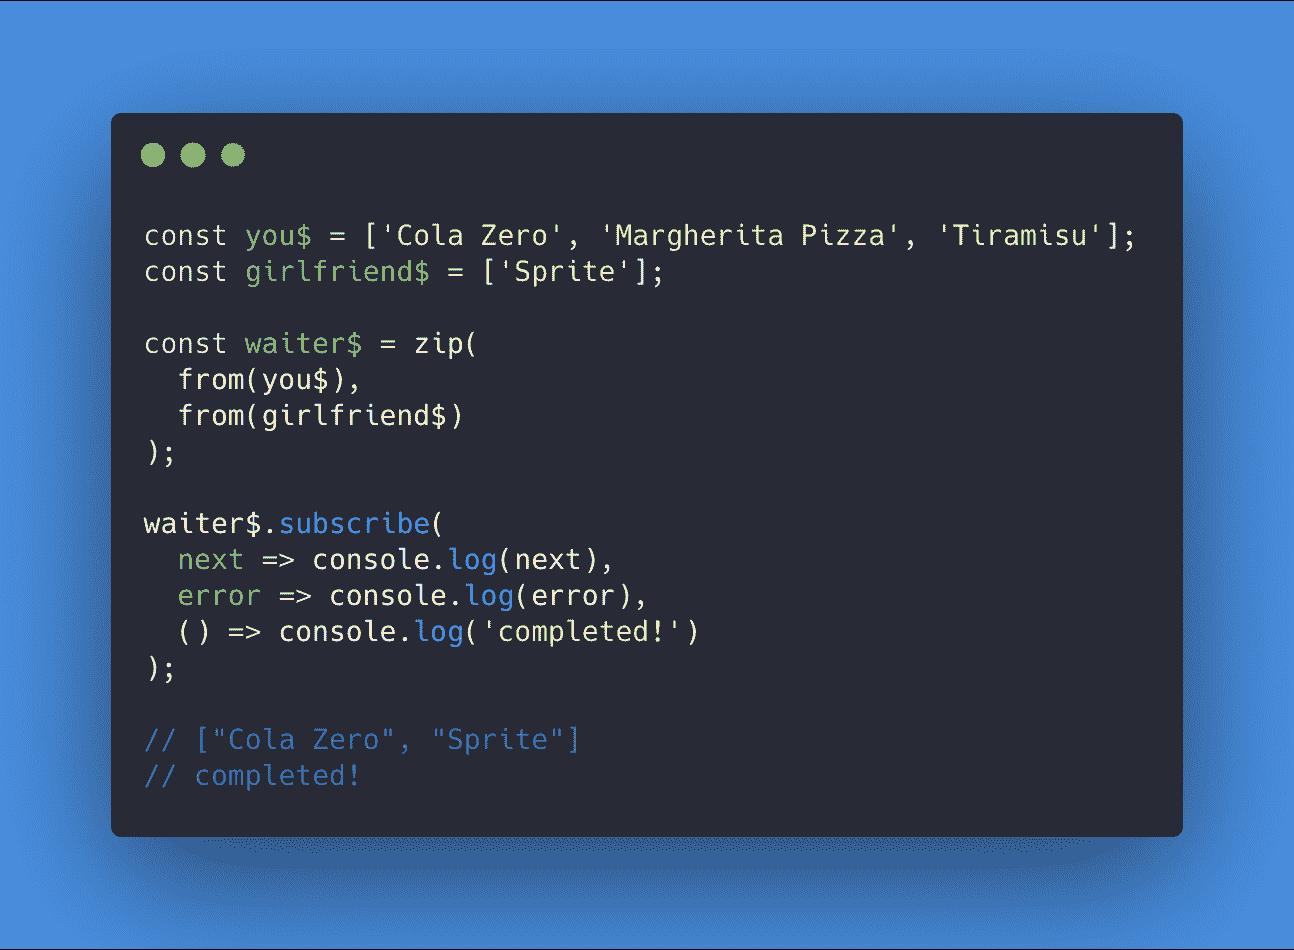 const you$ = ['Cola Zero', 'Margherita Pizza', 'Tiramisu'];
const girlfriend$ = ['Sprite'];
const waiter$ = zip(
  from(you$),
  from(girlfriend$)
);
waiter$.subscribe(
  next => console.log(next),
  error => console.log(error),
  () => console.log('completed!')
);
// ["Cola Zero", "Sprite"]
// completed!